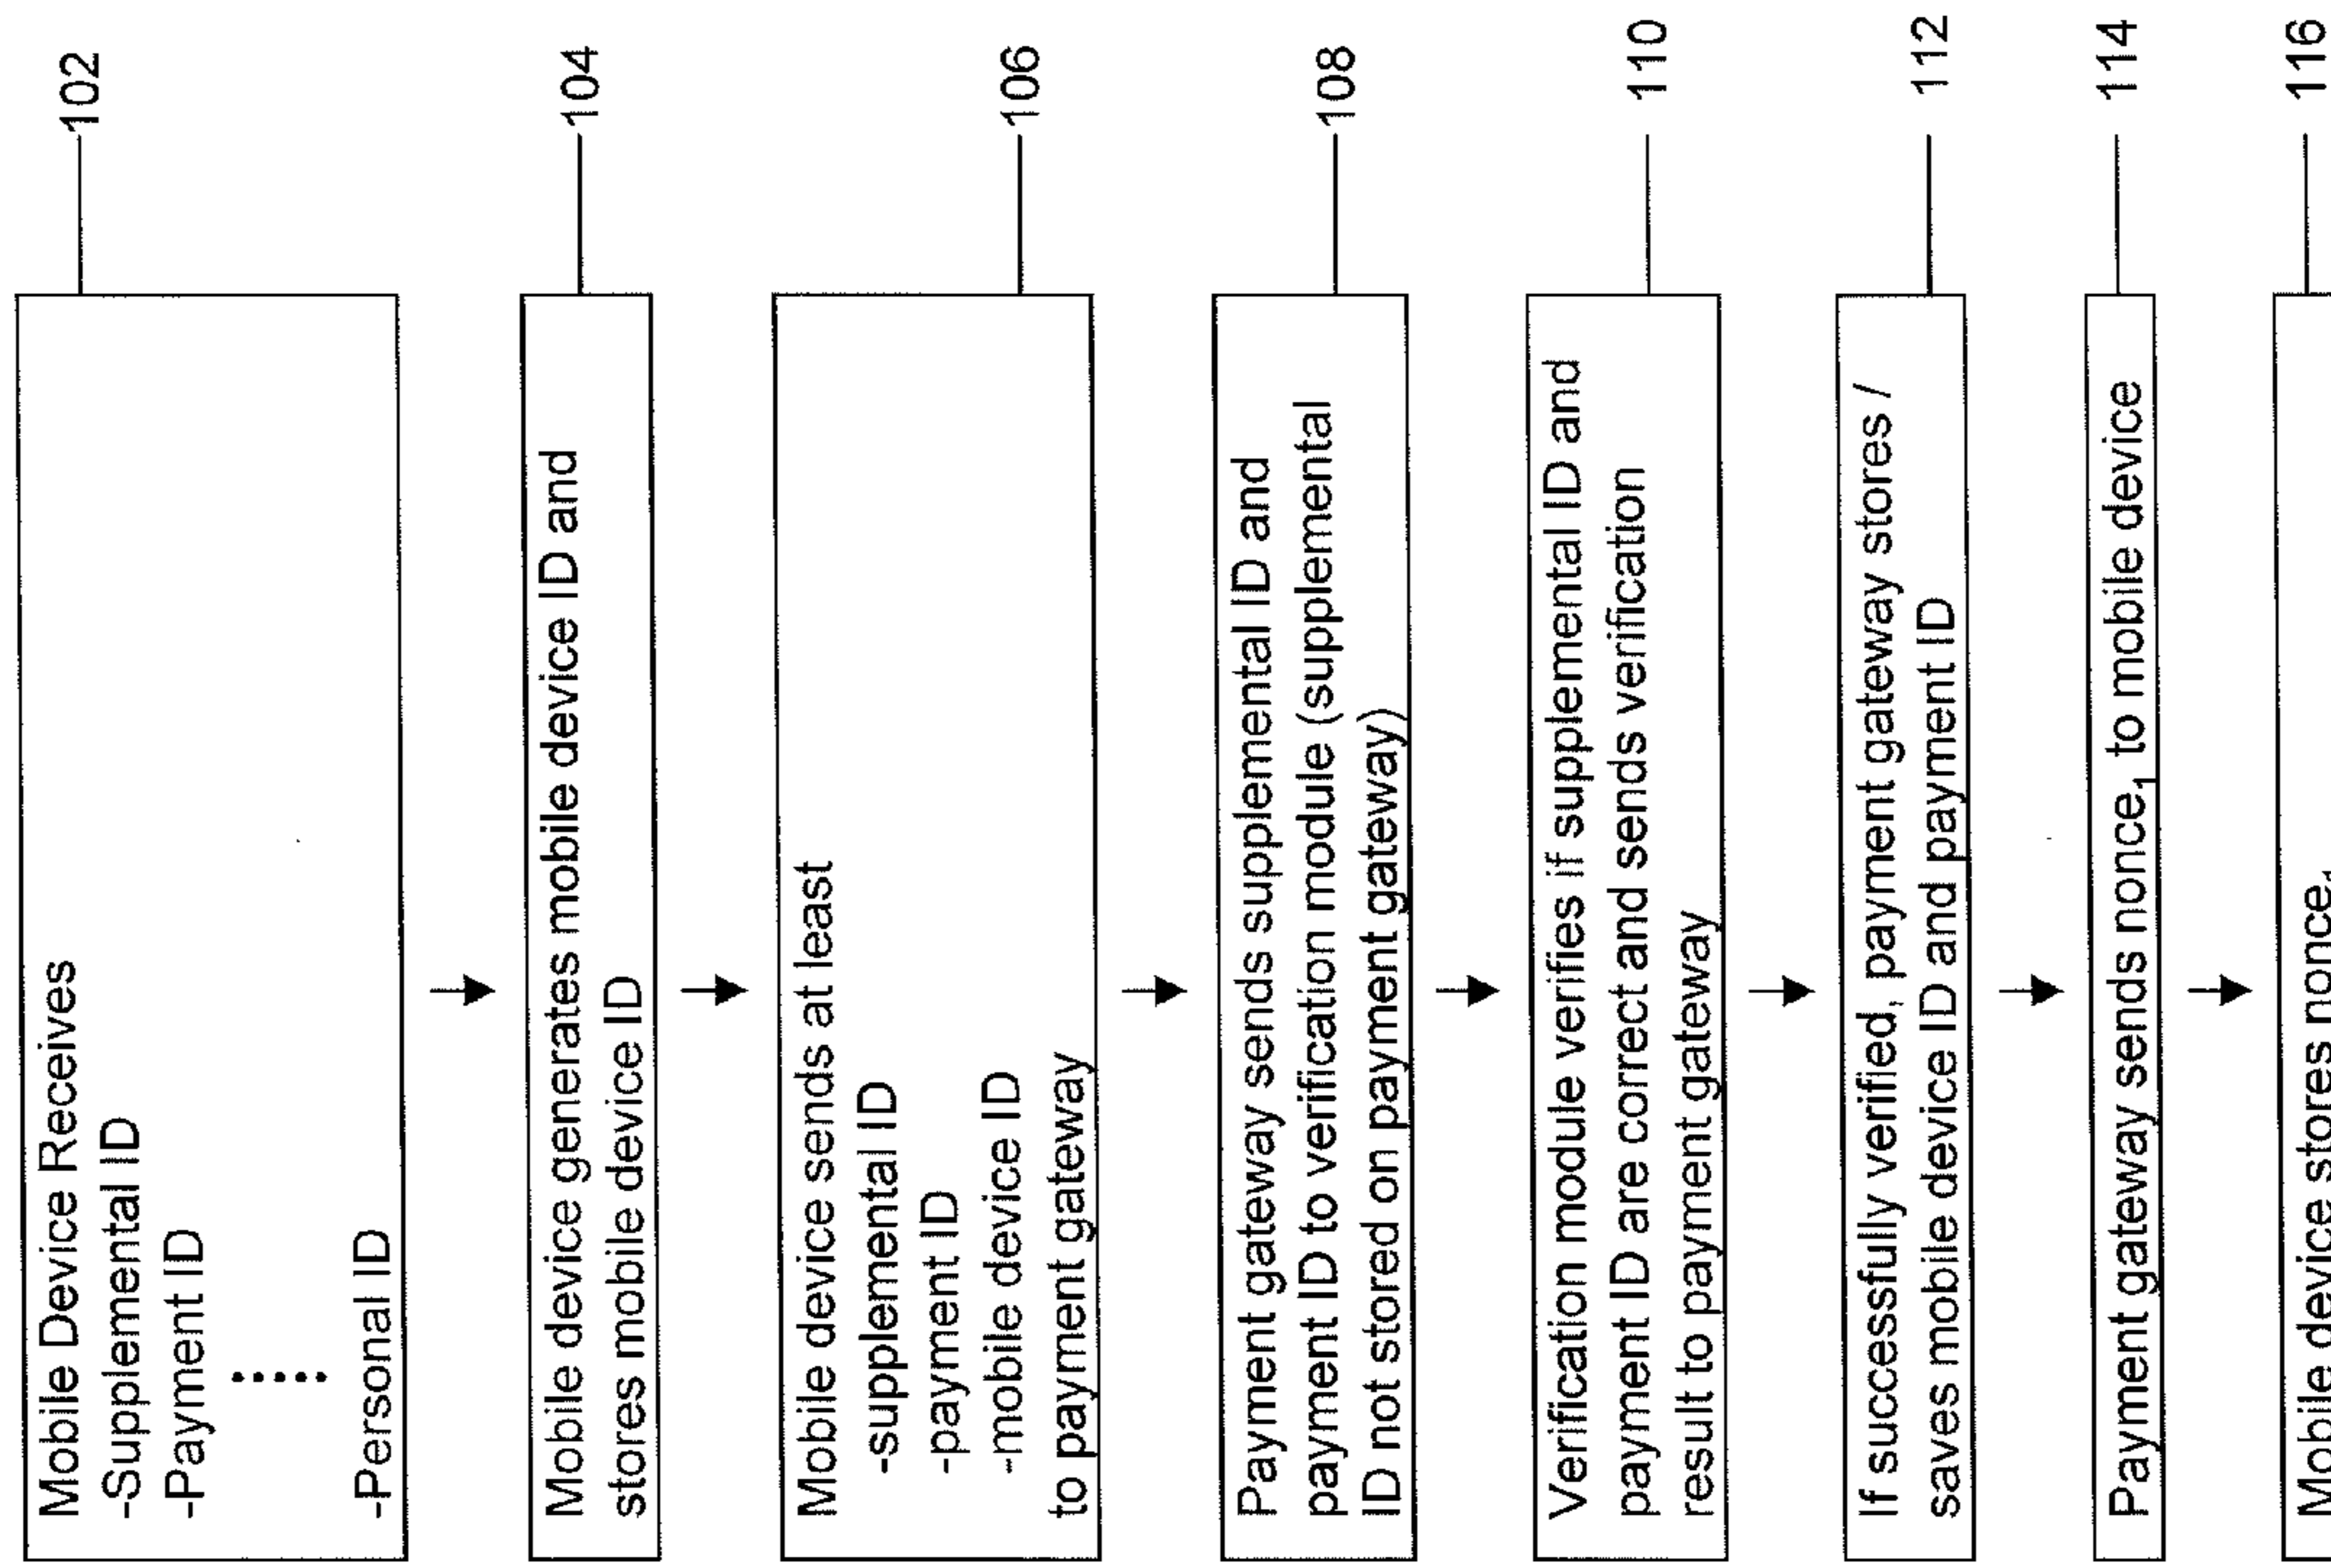 Mobile Device Receives
-Supplemental ID
-Payment ID
.....
-Personal ID
102
Mobile device generates mobile device ID and
stores mobile device ID
104
Mobile device sends at least
-supplemental ID
-payment ID
-mobile device ID
to payment gateway
106
Payment gateway sends supplemental ID and
payment ID to verification module (supplemental
ID not stored on payment gateway)
108
Verification module verifies if supplemental ID and
payment ID are correct and sends verification
result to payment gateway
110
If successfully verified, payment gateway stores /
saves mobile device ID and payment ID
112
Payment gateway sends nonce₁ to mobile device
114
Mobile device stores nonce₁
116